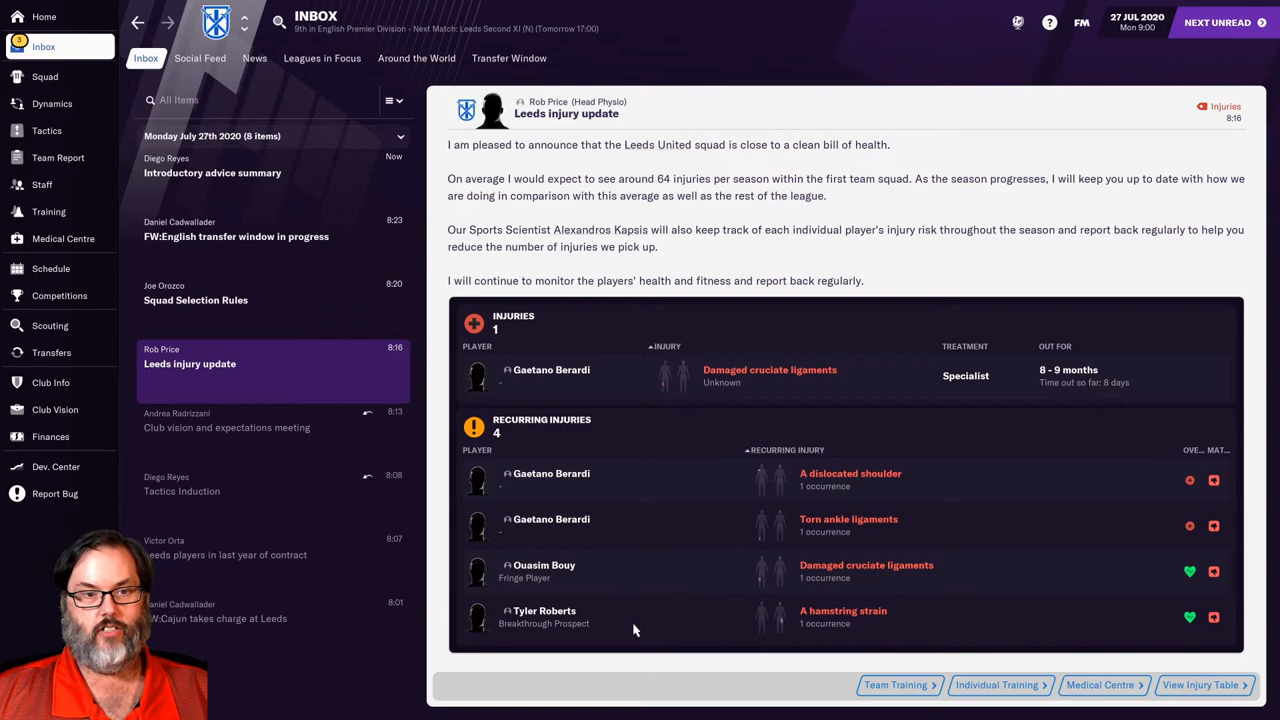 Home
3
Inbox
Squad
Dynamics
Tactics
Team Report
Staff
Training
Medical Centre
Schedule
Competitions
Scouting
Transfers
Club Info
Club Vision
Finances
Dev. Center
Report Bug
INBOX
9th in English Premier Division - Next Match: Leeds Second XI (N) (Tomorrow 17:00)
? FM
27 JUL 2020
Mon 9:00
NEXT UNREAD
Inbox Social Feed News Leagues in Focus Around the World Transfer Window
All Items
Monday July 27th 2020 (8 items)
Diego Reyes Now
Introductory advice summary
Daniel Cadwallader 8:23
FW:English transfer window in progress
Joe Orozco 8:20
Squad Selection Rules
Rob Price 8:16
Leeds injury update
Andrea Radrizzani 8:13
Club vision and expectations meeting
Diego Reyes 8:08
Tactics Induction
Victor Orta 8:07
Leeds players in last year of contract
Daniel Cadwallader 8:01
FW:Cajun takes charge at Leeds
Rob Price (Head Physio)
Leeds injury update
Injuries
8:16
I am pleased to announce that the Leeds United squad is close to a clean bill of health.
On average I would expect to see around 64 injuries per season within the first team squad. As the season progresses, I will keep you up to date with how we
are doing in comparison with this average as well as the rest of the league.
Our Sports Scientist Alexandros Kapsis will also keep track of each individual player's injury risk throughout the season and report back regularly to help you
reduce the number of injuries we pick up.
I will continue to monitor the players' health and fitness and report back regularly.
INJURIES
1
PLAYER INJURY TREATMENT OUT FOR
Gaetano Berardi Damaged cruciate ligaments Specialist 8 - 9 months
- Unknown Time out so far: 8 days
RECURRING INJURIES
4
PLAYER RECURRING INJURY OVE... MAT...
Gaetano Berardi A dislocated shoulder
- 1 occurrence
Gaetano Berardi Torn ankle ligaments
- 1 occurrence
Ouasim Bouy Damaged cruciate ligaments
Fringe Player 1 occurrence
Tyler Roberts A hamstring strain
Breakthrough Prospect 1 occurrence
Team Training Individual Training Medical Centre View Injury Table